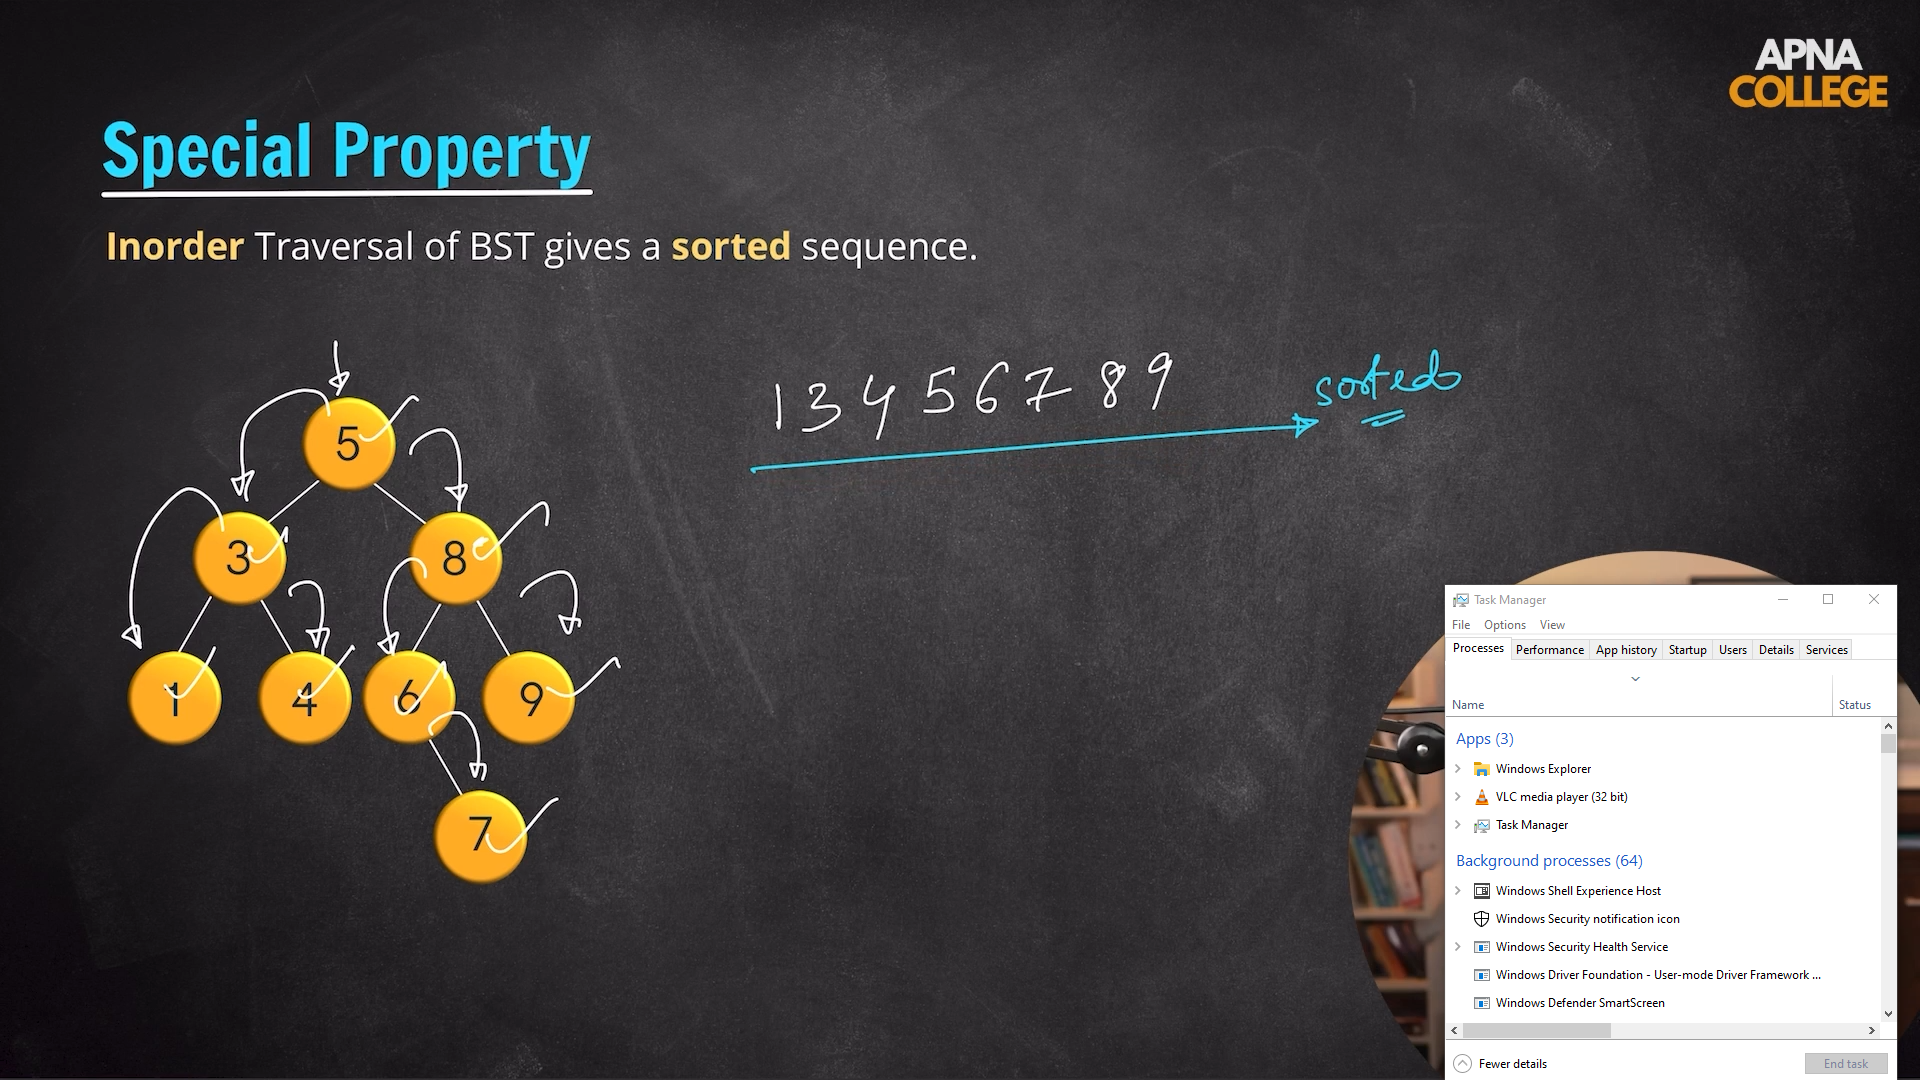 APNA
COLLEGE
Special Property
Inorder Traversal of BST gives a sorted sequence.
1 3 4 5 6 7 8 9
sorted
5
3
8
1
4
6
9
7
Task Manager
File Options View
Processes Performance App history Startup Users Details Services
Name Status
Apps (3)
Windows Explorer
VLC media player (32 bit)
Task Manager
Background processes (64)
Windows Shell Experience Host
Windows Security notification icon
Windows Security Health Service
Windows Driver Foundation - User-mode Driver Framework ...
Windows Defender SmartScreen
Fewer details
End task